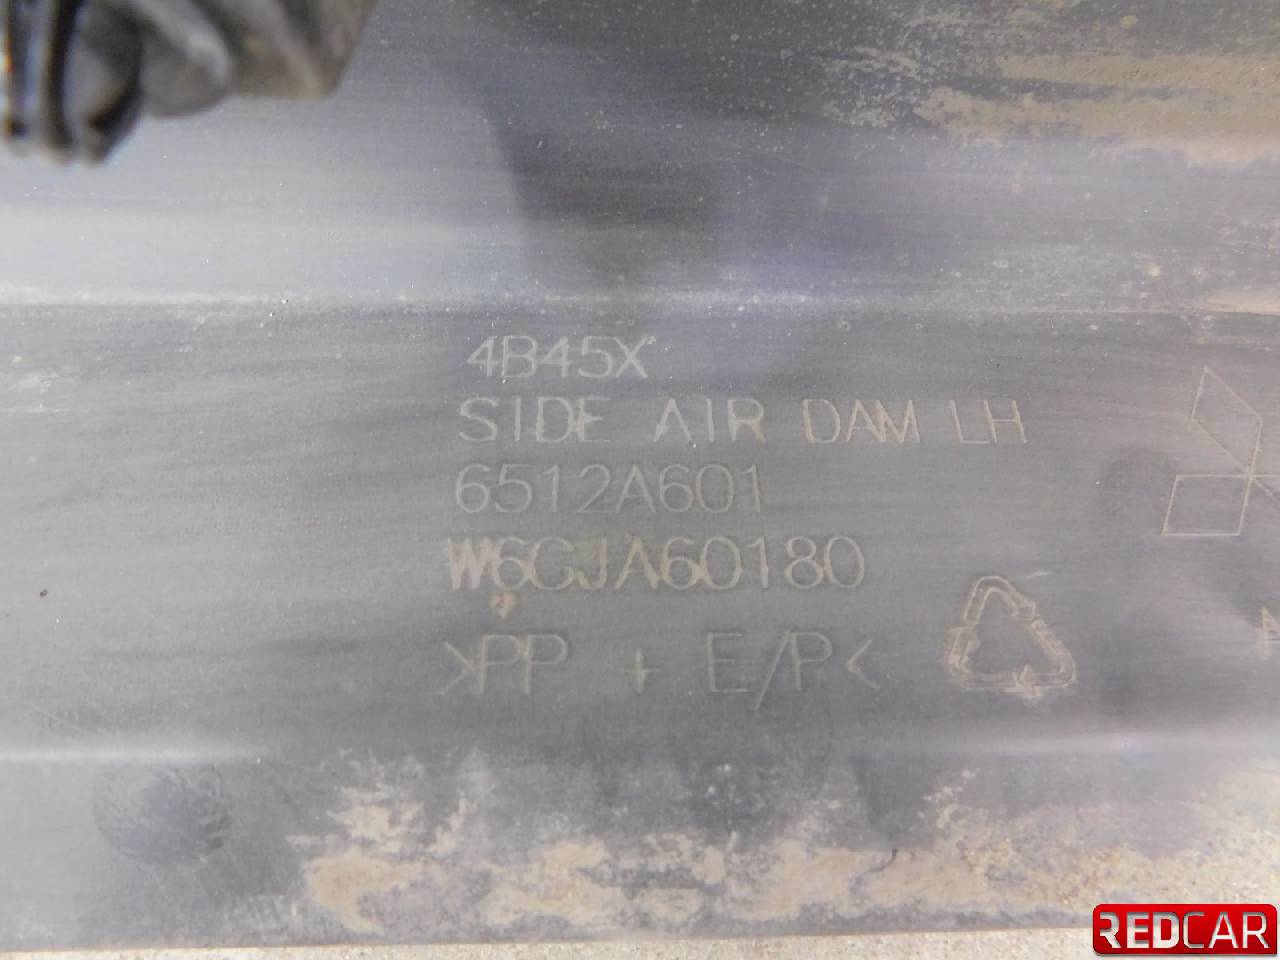 4B45X
SIDE AIR DAM LH
6512A601
W6CJA60180
>PP + E/P<
REDCAR